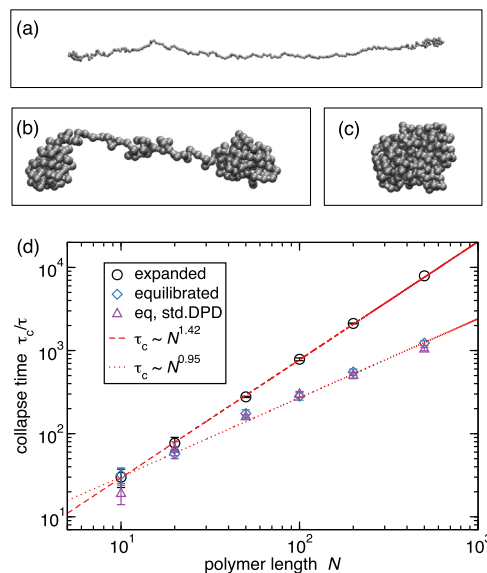 (a)
(b)
(c)
(d)
10⁴
10³
10²
10¹
collapse time τc/τ
expanded
equilibrated
eq, std.DPD
τc ~ N^1.42
τc ~ N^0.95
10¹ 10² 10³
polymer length N